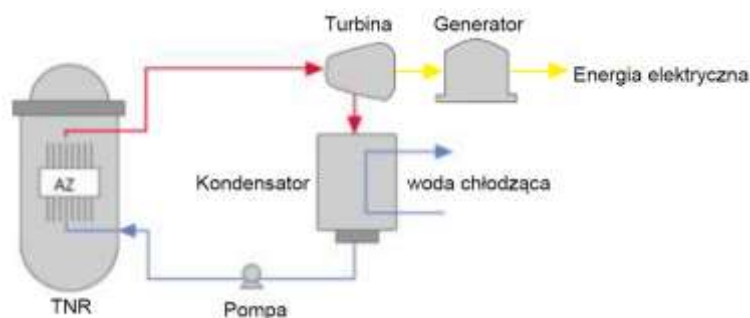 Turbina
Generator
Energia elektryczna
AZ
Kondensator
woda chłodząca
TNR
Pompa